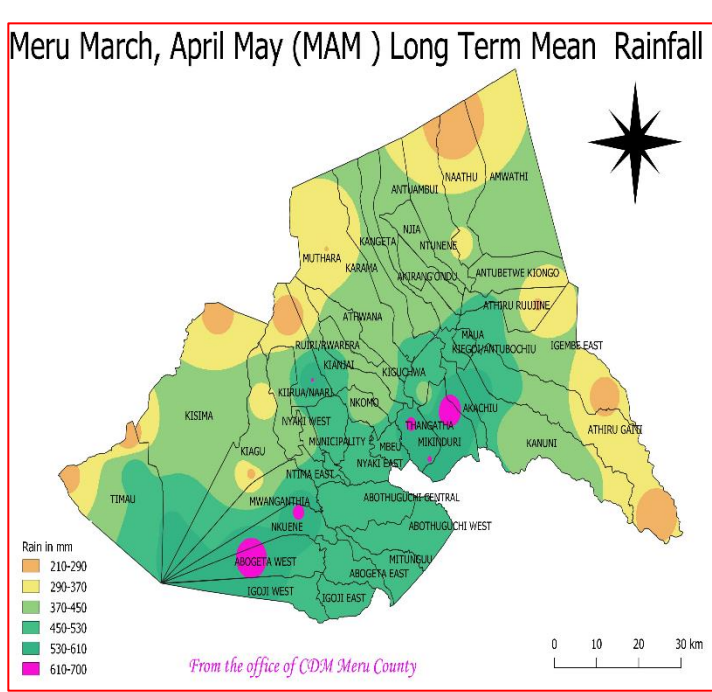 Meru March, April May (MAM ) Long Term Mean Rainfall
NAATHU
AMWATHI
ANTJAMBUI
NJIA
KANGETA
NTUNENE
MUTHARA
KARAMA
AKIRANG'ONDU
ANTUBETWE KIONGO
ATHIRU RUUJINE
ATHWANA
MAUA
RUIRI/RWARERA
KIEGOI/ANTUBOCHIU
IGEMBE EAST
KIANJAI
KIGUCHWA
KIIRUA/NAARI
NKOMO
AKACHIU
KISIMA
NYAKI WEST
THANGATHA
ATHIRU GAITI
MUNICIPALITY
MIKINDURI
KANUNI
KIAGU
MBEU
NYAKI EAST
NTIMA EAST
TIMAU
MWANGANTHIA
ABOTHUGUCHI CENTRAL
NKUENE
ABOTHUGUCHI WEST
ABOGETA WEST
MITUNGUU
ABOGETA EAST
IGOJI WEST
IGOJI EAST
Rain in mm
210-290
290-370
370-450
450-530
530-610
610-700
0 10 20 30 km
From the office of CDM Meru County